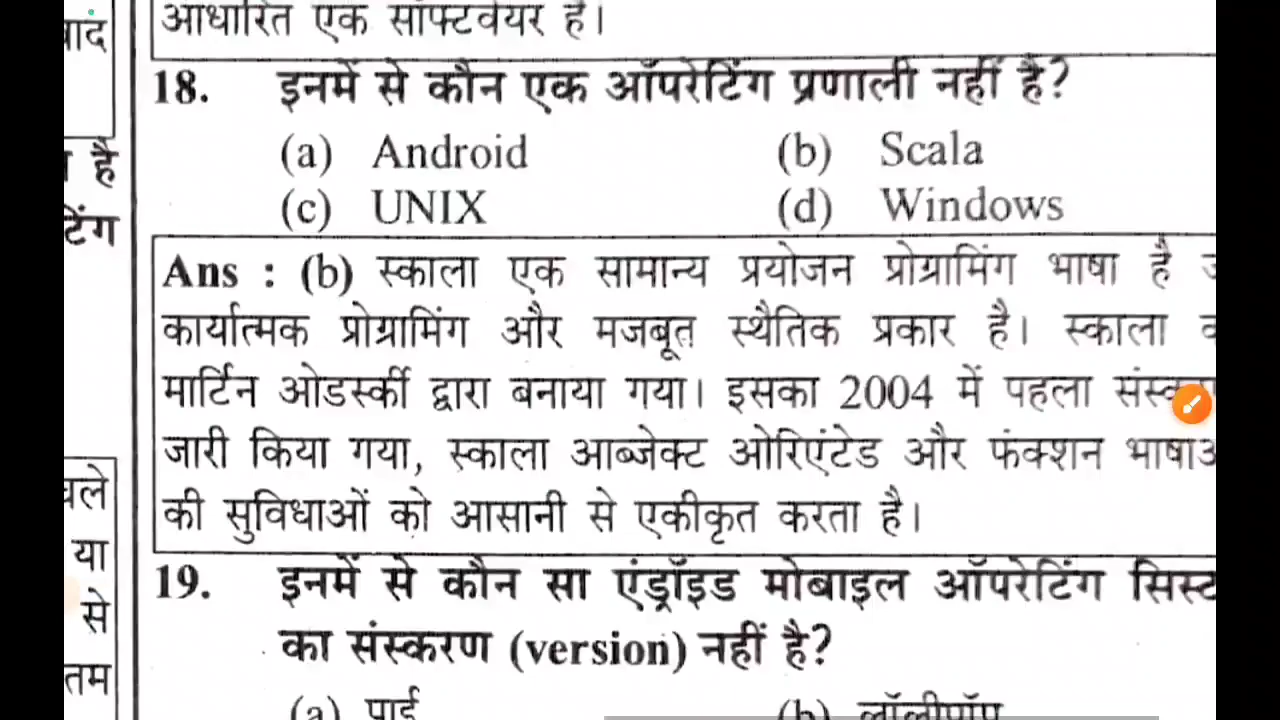 आधारित एक सॉफ्टवेयर है।
18. इनमें से कौन एक ऑपरेटिंग प्रणाली नहीं है?
(a) Android (b) Scala
(c) UNIX (d) Windows
Ans : (b) स्काला एक सामान्य प्रयोजन प्रोग्रामिंग भाषा है
कार्यात्मक प्रोग्रामिंग और मजबूत स्थैतिक प्रकार है। स्काला
मार्टिन ओडर्स्की द्वारा बनाया गया। इसका 2004 में पहला
जारी किया गया, स्काला आब्जेक्ट ओरिएंटेड और फंक्शन
की सुविधाओं को आसानी से एकीकृत करता है।
19. इनमें से कौन सा एंड्रॉइड मोबाइल ऑपरेटिंग
का संस्करण (version) नहीं है?
(a) पाई (b) लॉलीपॉप
है
या
से